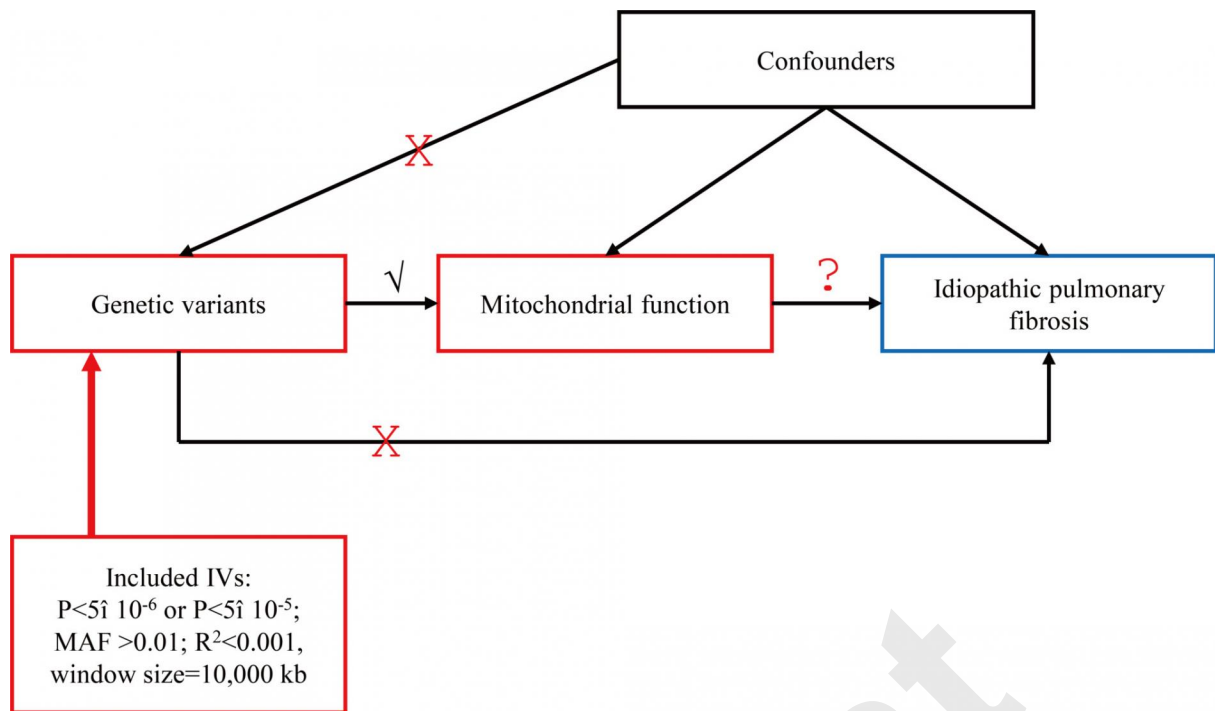 Confounders
X
Genetic variants
√
Mitochondrial function
?
Idiopathic pulmonary
fibrosis
X
Included IVs:
P<5î 10⁻⁶ or P<5î 10⁻⁵;
MAF >0.01; R²<0.001,
window size=10,000 kb